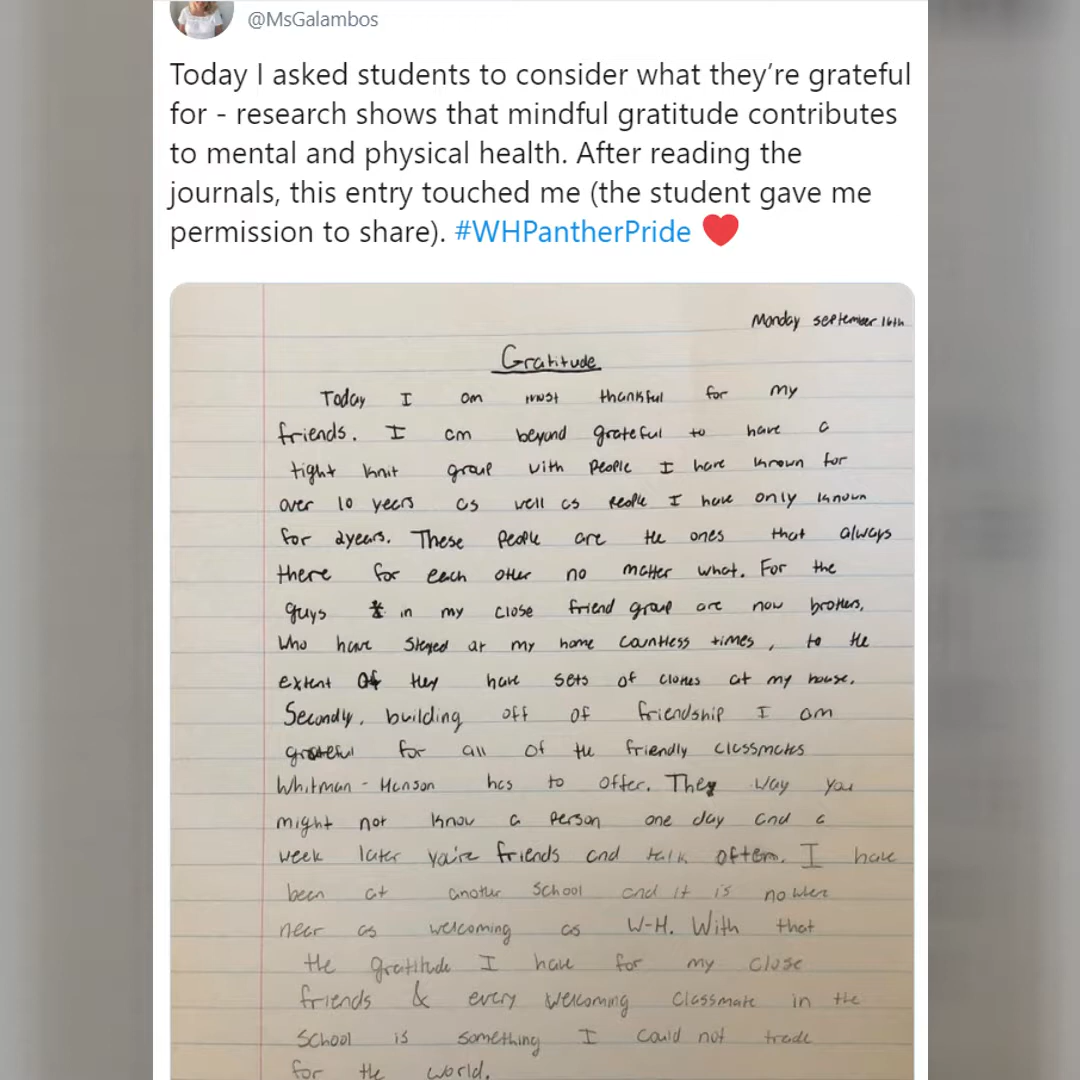 @MsGalambos
Today I asked students to consider what they’re grateful
for - research shows that mindful gratitude contributes
to mental and physical health. After reading the
journals, this entry touched me (the student gave me
permission to share). #WHPantherPride ❤️
Monday september 16th
Gratitude
Today I am most thankful for my
friends. I am beyond grateful to have a
tight knit group with people I have known for
over 10 years as well as people I have only known
for 2years. These people are the ones that always
there for each other no matter what. For the
guys in my close friend group are now brothers,
who have stayed at my home countless times, to the
extent of they have sets of clothes at my house.
Secondly, building off of friendship I am
grateful for all of the friendly classmates
Whitman - Hanson has to offer. They way you
might not know a person one day and a
week later you're friends and talk often. I have
been at another school and it is no where
near as welcoming as W-H. With that
the gratitude I have for my close
friends & every welcoming classmate in the
school is something I could not trade
for the world.